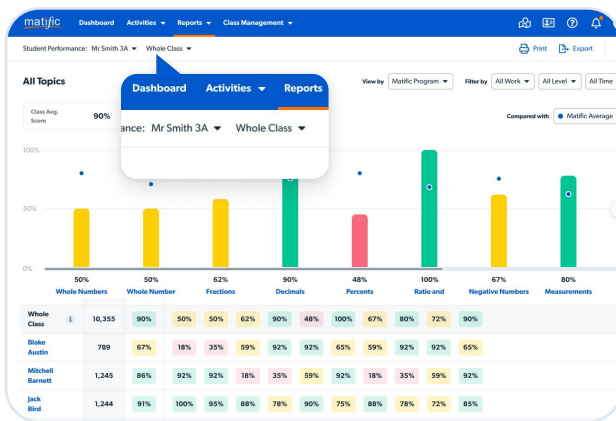 matific Dashboard Activities Reports Class Management
Student Performance: Mr Smith 3A Whole Class Print Export
All Topics View by Matific Program Filter by All Work All Level All Time
Dashboard Activities Reports
ance: Mr Smith 3A Whole Class
Class Avg. Score 90% Compared with Matific Average
100%
50%
0%
50% 50% 62% 90% 48% 100% 67% 80%
Whole Numbers Whole Number Fractions Decimals Percents Ratio and Negative Numbers Measurements
Whole Class i 10,355 90% 50% 50% 62% 90% 48% 100% 67% 80% 72% 90%
Blake Austin 789 67% 18% 35% 59% 92% 92% 65% 59% 92% 92% 65%
Mitchell Barnett 1,245 86% 92% 92% 18% 35% 59% 92% 18% 35% 59% 92%
Jack Bird 1,244 91% 100% 95% 88% 78% 90% 75% 88% 78% 72% 85%